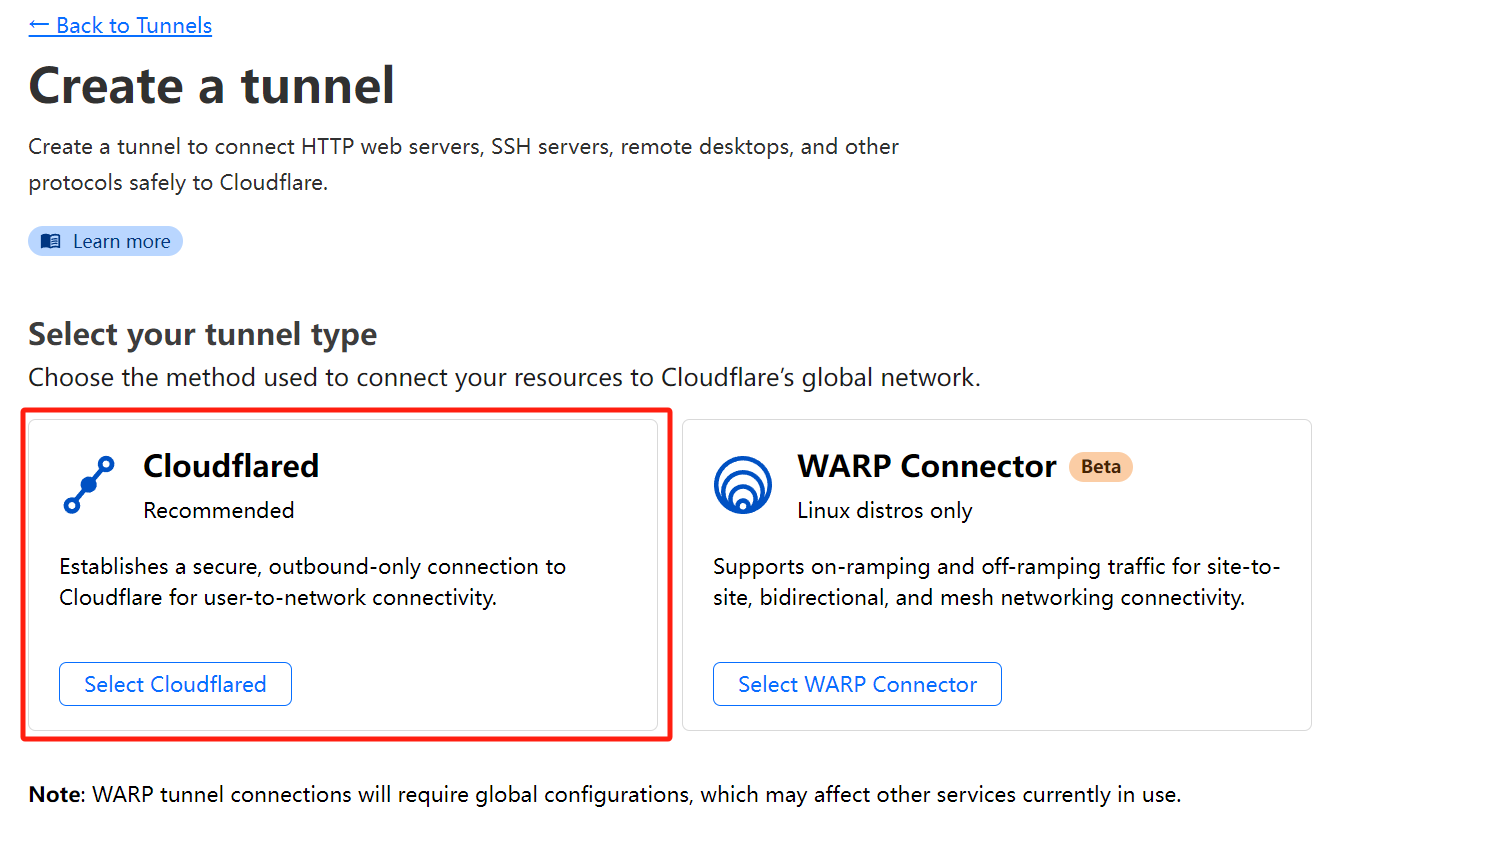 ← Back to Tunnels
Create a tunnel
Create a tunnel to connect HTTP web servers, SSH servers, remote desktops, and other
protocols safely to Cloudflare.
Learn more
Select your tunnel type
Choose the method used to connect your resources to Cloudflare’s global network.
Cloudflared
Recommended
Establishes a secure, outbound-only connection to
Cloudflare for user-to-network connectivity.
Select Cloudflared
WARP Connector Beta
Linux distros only
Supports on-ramping and off-ramping traffic for site-to-
site, bidirectional, and mesh networking connectivity.
Select WARP Connector
Note: WARP tunnel connections will require global configurations, which may affect other services currently in use.